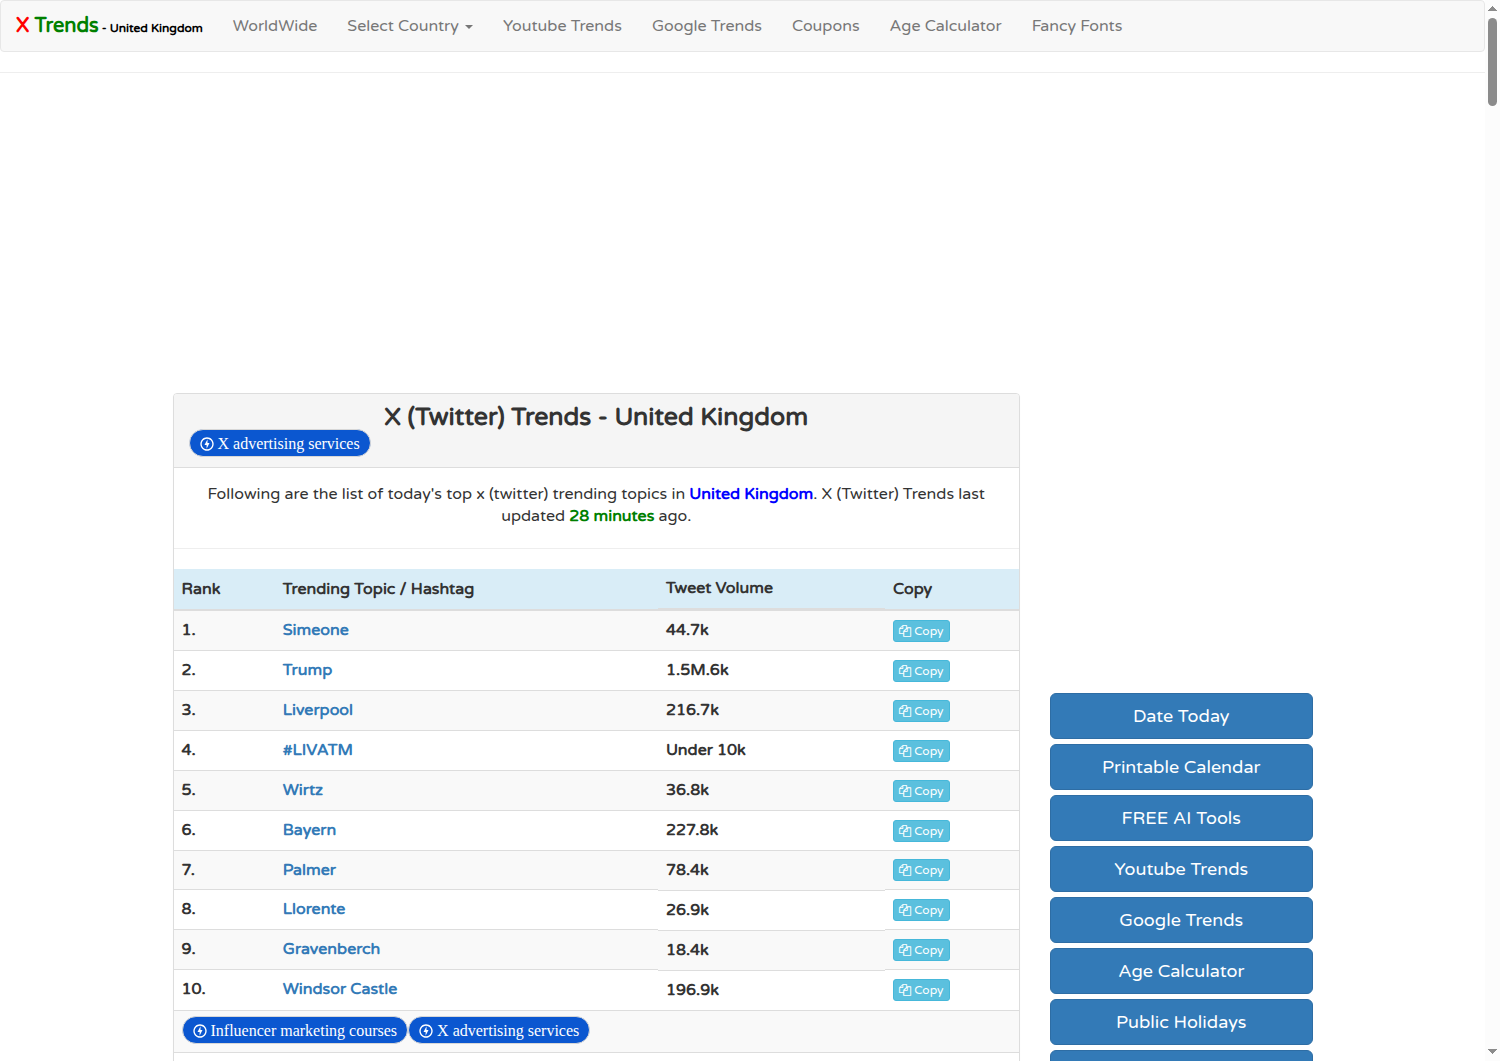 X Trends - United Kingdom WorldWide Select Country Youtube Trends Google Trends Coupons Age Calculator Fancy Fonts
X (Twitter) Trends - United Kingdom
X advertising services
Following are the list of today's top x (twitter) trending topics in United Kingdom. X (Twitter) Trends last
updated 28 minutes ago.
Rank Trending Topic / Hashtag Tweet Volume Copy
1. Simeone 44.7k Copy
2. Trump 1.5M.6k Copy
3. Liverpool 216.7k Copy
4. #LIVATM Under 10k Copy
5. Wirtz 36.8k Copy
6. Bayern 227.8k Copy
7. Palmer 78.4k Copy
8. Llorente 26.9k Copy
9. Gravenberch 18.4k Copy
10. Windsor Castle 196.9k Copy
Influencer marketing courses X advertising services
Date Today
Printable Calendar
FREE AI Tools
Youtube Trends
Google Trends
Age Calculator
Public Holidays